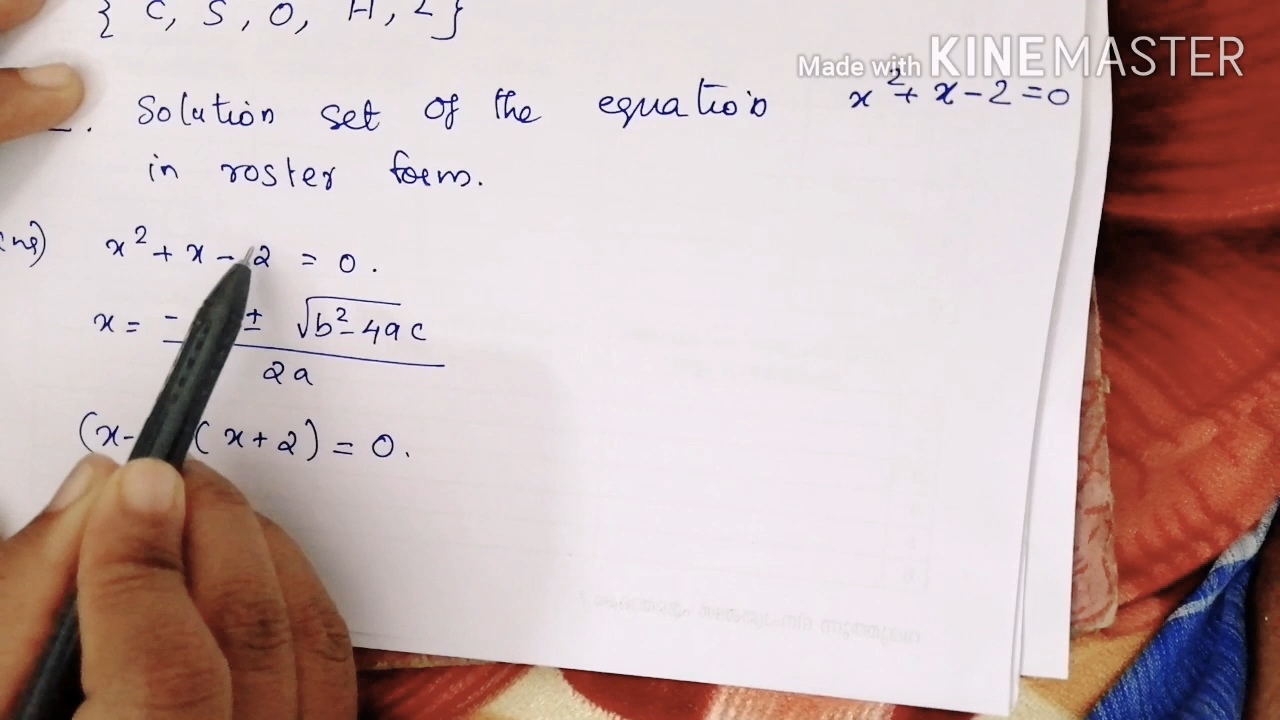 { C, S, O, H, L }
Made with KINEMASTER
Solution set of the equation x² + x - 2 = 0
in roster form.
x² + x - 2 = 0.
x = - ± √b² - 4ac
2a
(x- ( x + 2 ) = 0.